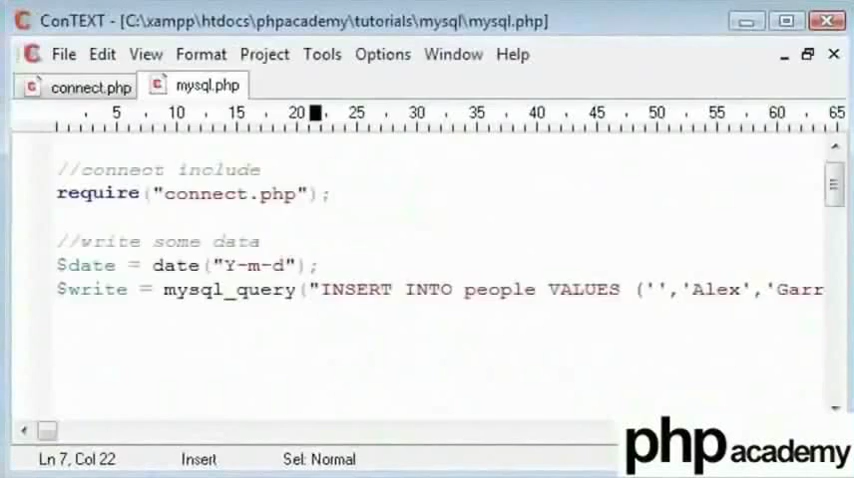 ConTEXT - [C:\xampp\htdocs\phpacademy\tutorials\mysql\mysql.php]
File Edit View Format Project Tools Options Window Help
connect.php mysql.php
5 10 15 20 25 30 35 40 45 50 55 60 65
//connect include
require("connect.php");
//write some data
$date = date("Y-m-d");
$write = mysql_query("INSERT INTO people VALUES ('','Alex','Garr
Ln 7, Col 22 Insert Sel: Normal
php academy